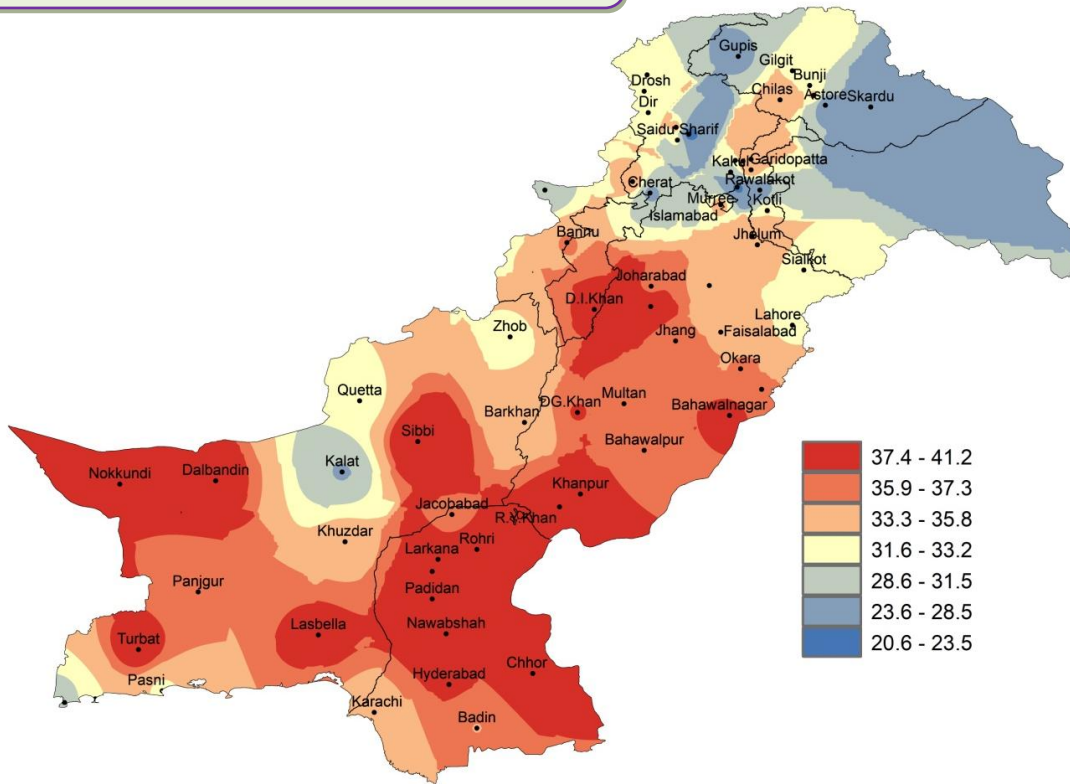 Gupis
Gilgit
Bunji
Drosh
Chilas
Astore
Skardu
Dir
Saidu Sharif
Kakul
Garidopatta
Cherat
Rawalakot
Murree
Kotli
Islamabad
Bannu
Jhelum
Sialkot
Joharabad
D.I.Khan
Lahore
Zhob
Jhang
Faisalabad
Okara
Quetta
DG.Khan
Multan
Barkhan
Bahawalnagar
Sibbi
Bahawalpur
Kalat
Nokkundi
Dalbandin
Khanpur
Jacobabad
R.Y.Khan
Khuzdar
Larkana
Rohri
Panjgur
Padidan
Turbat
Lasbella
Nawabshah
Chhor
Pasni
Hyderabad
Karachi
Badin
37.4 - 41.2
35.9 - 37.3
33.3 - 35.8
31.6 - 33.2
28.6 - 31.5
23.6 - 28.5
20.6 - 23.5